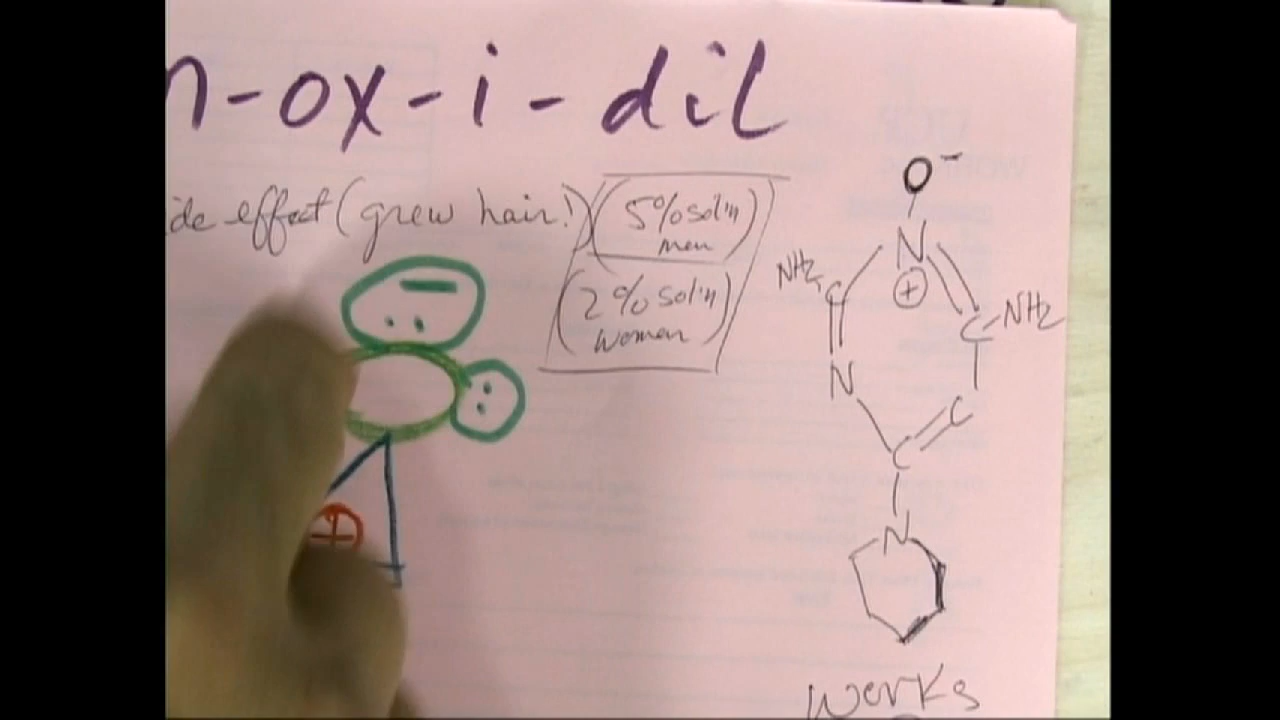 n-ox-i-dil
ide effect (grew hair!)
(5% sol'n
men)
(2% sol'n
women)
O-
N
+
NH2
C
C-NH2
N
C
C
N
+
works